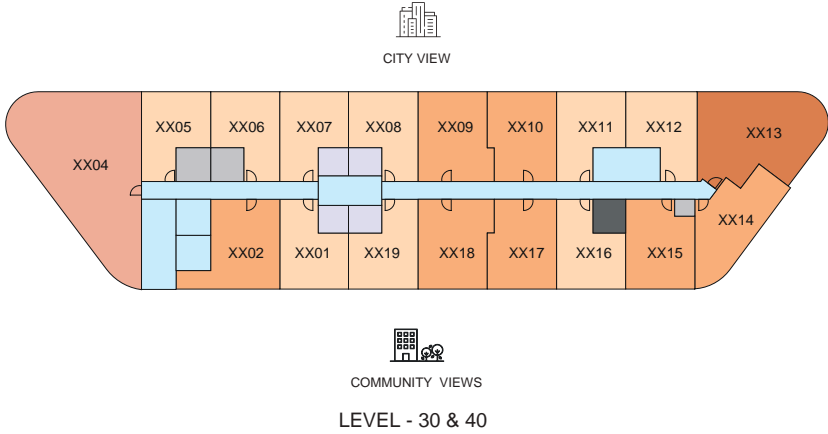 CITY VIEW
XX05 XX06 XX07 XX08 XX09 XX10 XX11 XX12 XX13
XX04
XX14
XX02 XX01 XX19 XX18 XX17 XX16 XX15
COMMUNITY VIEWS
LEVEL - 30 & 40